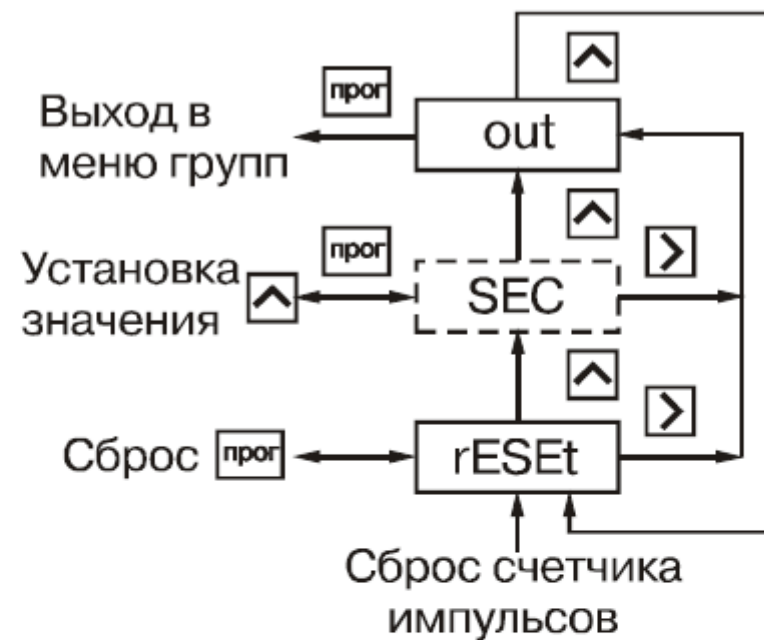 прог
Выход в
меню групп
out
прог
Установка
значения
SEC
Сброс прог
rESEt
Сброс счетчика
импульсов